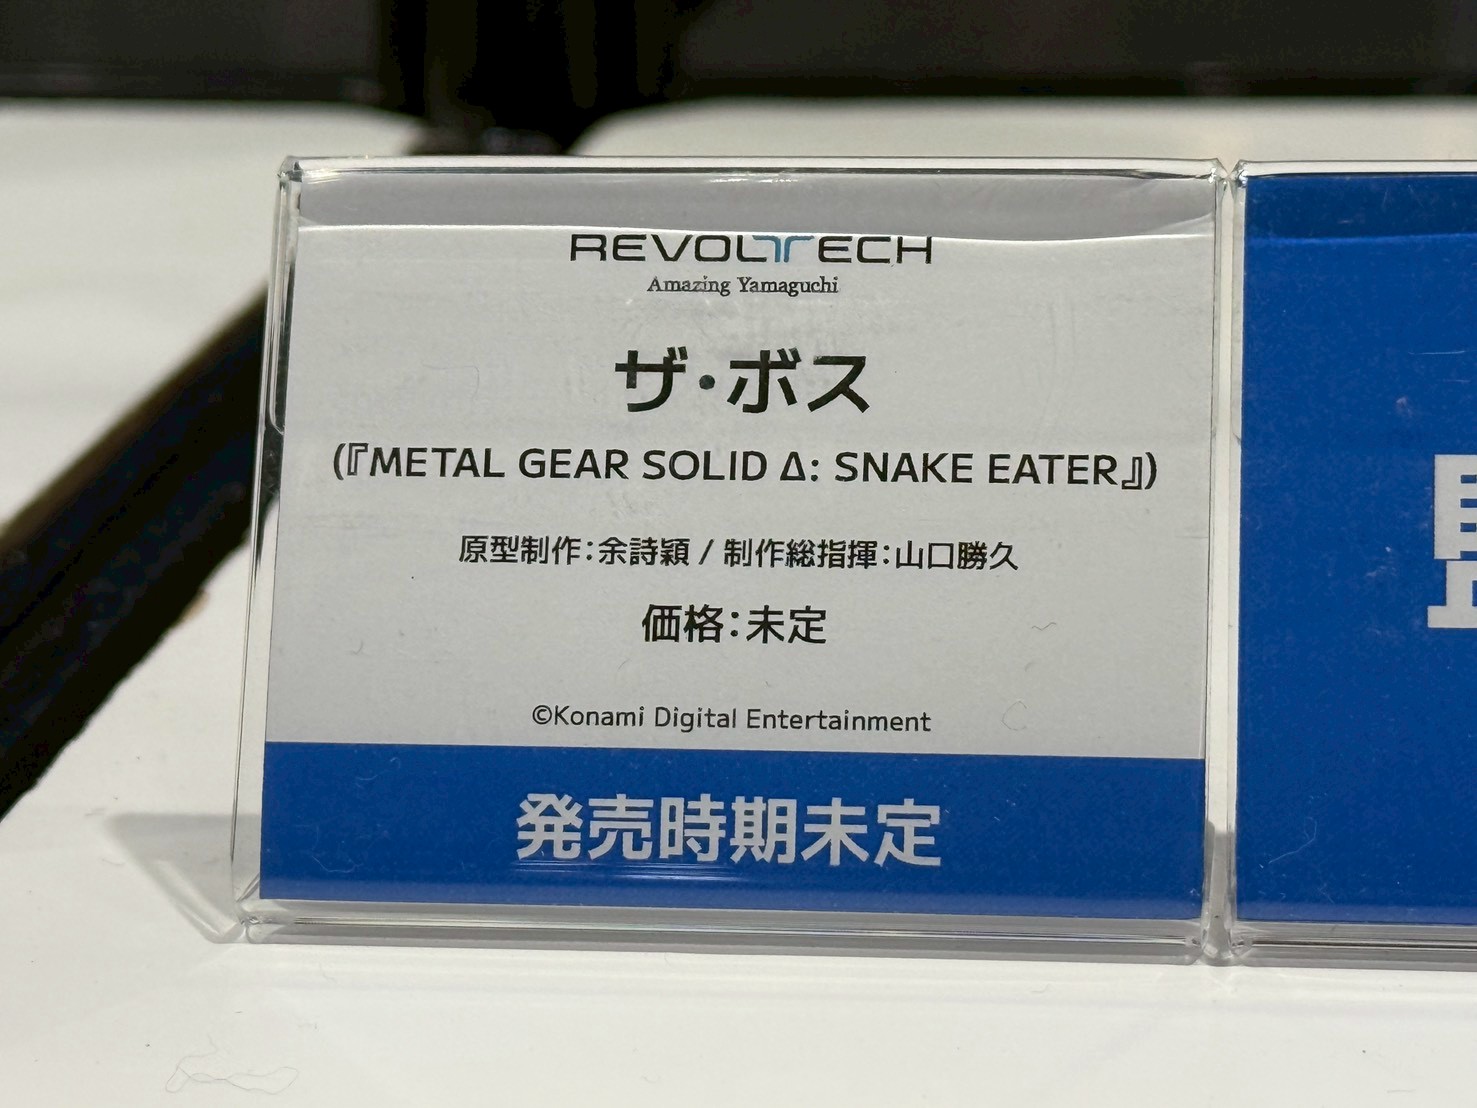 REVOLTECH
Amazing Yamaguchi
ザ・ボス
(『METAL GEAR SOLID Δ: SNAKE EATER』)
原型制作：余詩穎 / 制作総指揮：山口勝久
価格：未定
©Konami Digital Entertainment
発売時期未定